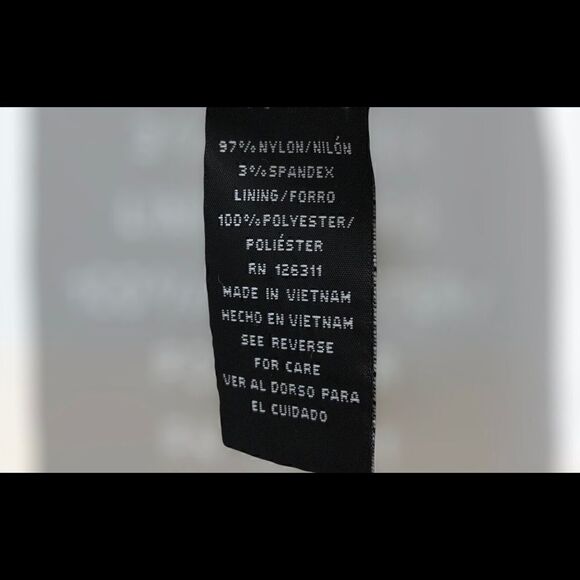 97% NYLON/NILÓN
3% SPANDEX
LINING/FORRO
100% POLYESTER/
POLIÉSTER
RN 126311
MADE IN VIETNAM
HECHO EN VIETNAM
SEE REVERSE
FOR CARE
VER AL DORSO PARA
EL CUIDADO